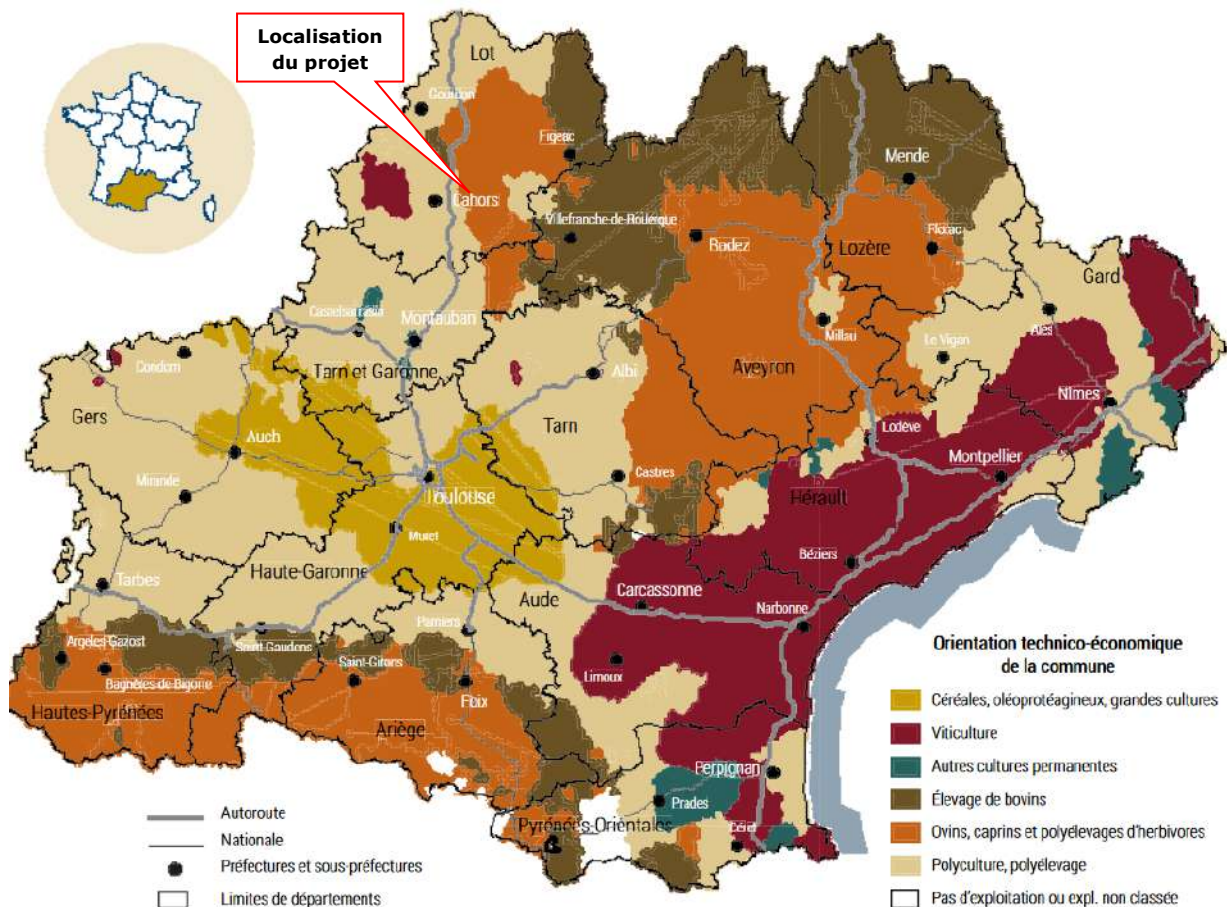 Localisation
du projet
Lot
Gourdon
Figeac
Mende
Cahors
Villefranche-de-Rouergue
Rodez
Florac
Lozère
Gard
Castelsarrasin
Montauban
Millau
Le Vigan
Alès
Condom
Tarn et Garonne
Albi
Aveyron
Nîmes
Gers
Auch
Tarn
Lodève
Mirande
Castres
Montpellier
Toulouse
Hérault
Muret
Béziers
Haute-Garonne
Tarbes
Aude
Carcassonne
Narbonne
Pamiers
Argeles-Gazost
Saint-Gaudens
Saint-Girons
Limoux
Bagnères-de-Bigorre
Foix
Hautes-Pyrénées
Ariège
Perpignan
Prades
Pyrénées-Orientales
Céret
Orientation technico-économique
de la commune
Céréales, oléoprotéagineux, grandes cultures
Viticulture
Autres cultures permanentes
Élevage de bovins
Ovins, caprins et polyélevages d'herbivores
Polyculture, polyélevage
Pas d'exploitation ou expl. non classée
Autoroute
Nationale
Préfectures et sous-préfectures
Limites de départements